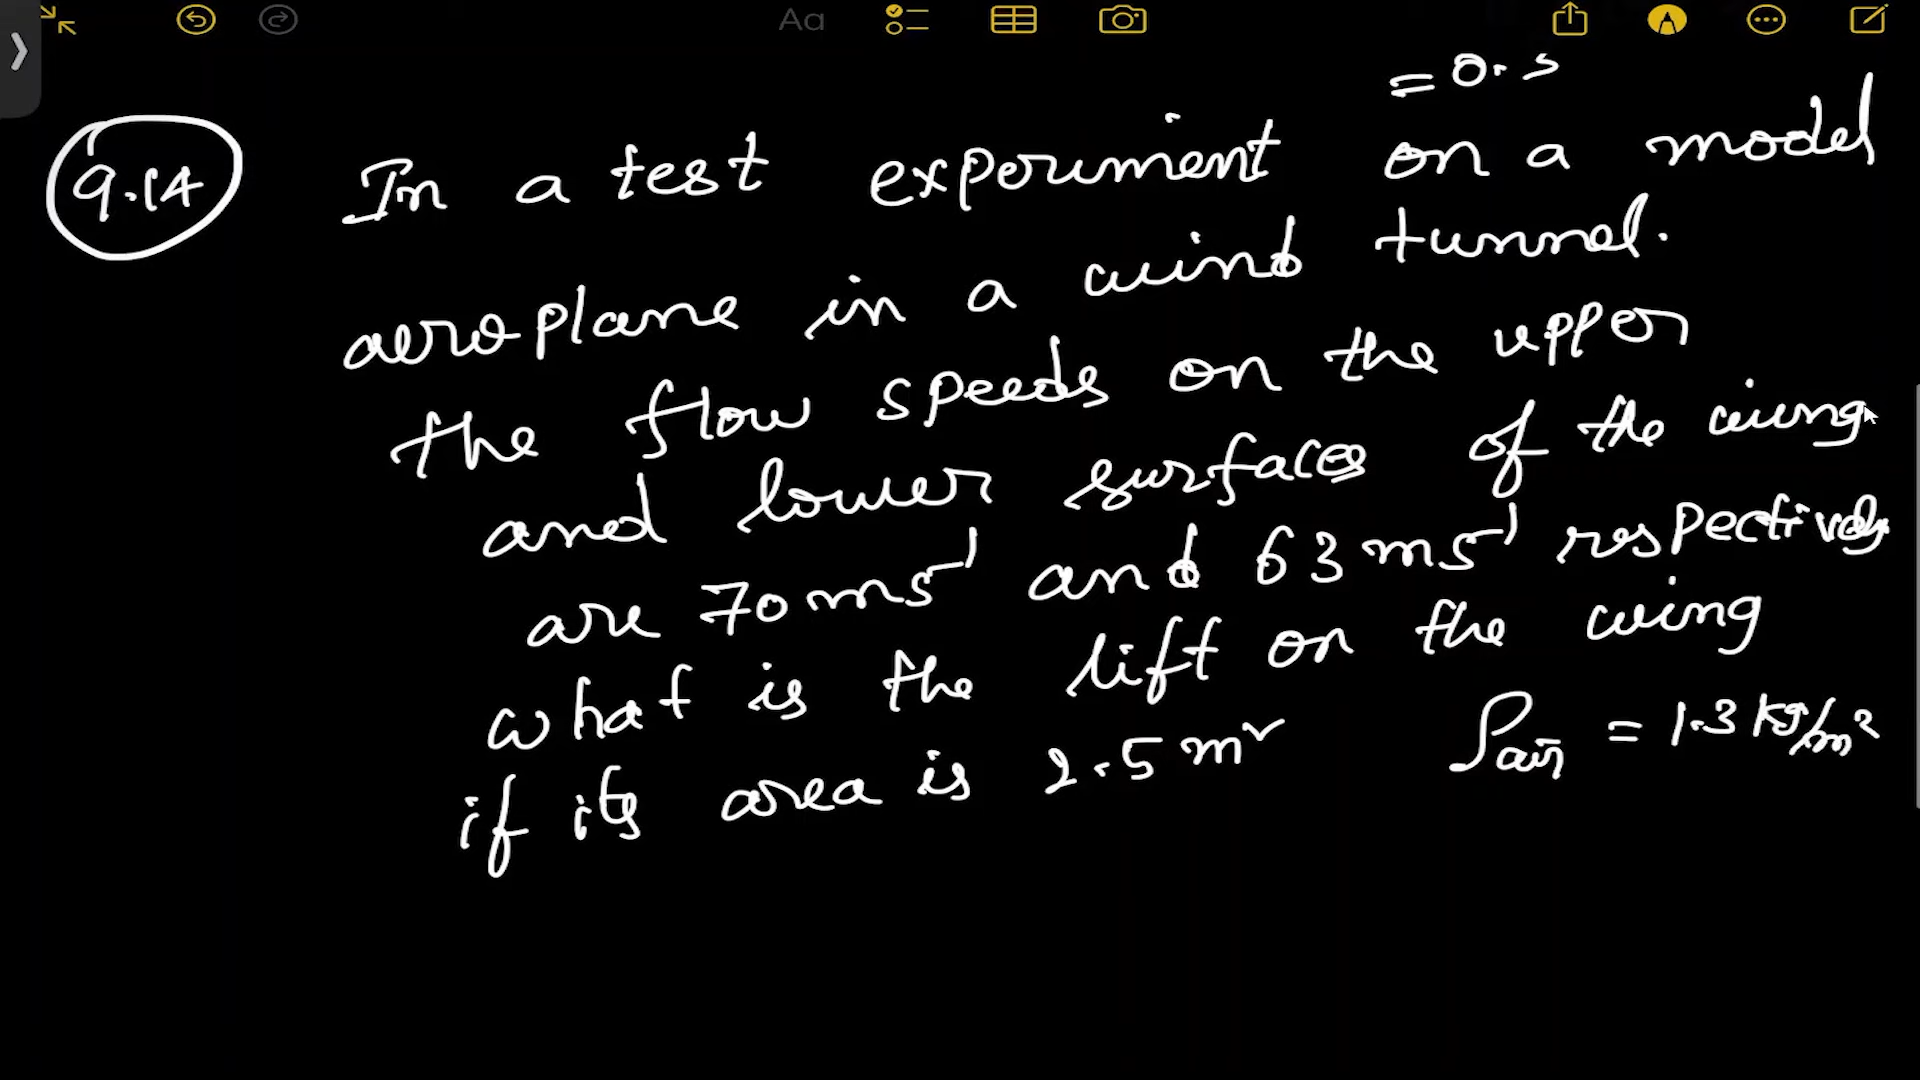 Aa
= 0.5
9.14 In a test experiment on a model
aeroplane in a wind tunnel.
the flow speeds on the upper
and lower surfaces of the wing
are 70 ms⁻¹ and 63 ms⁻¹ respectively
what is the lift on the wing
if its area is 2.5 m² ρair = 1.3 kg/m²